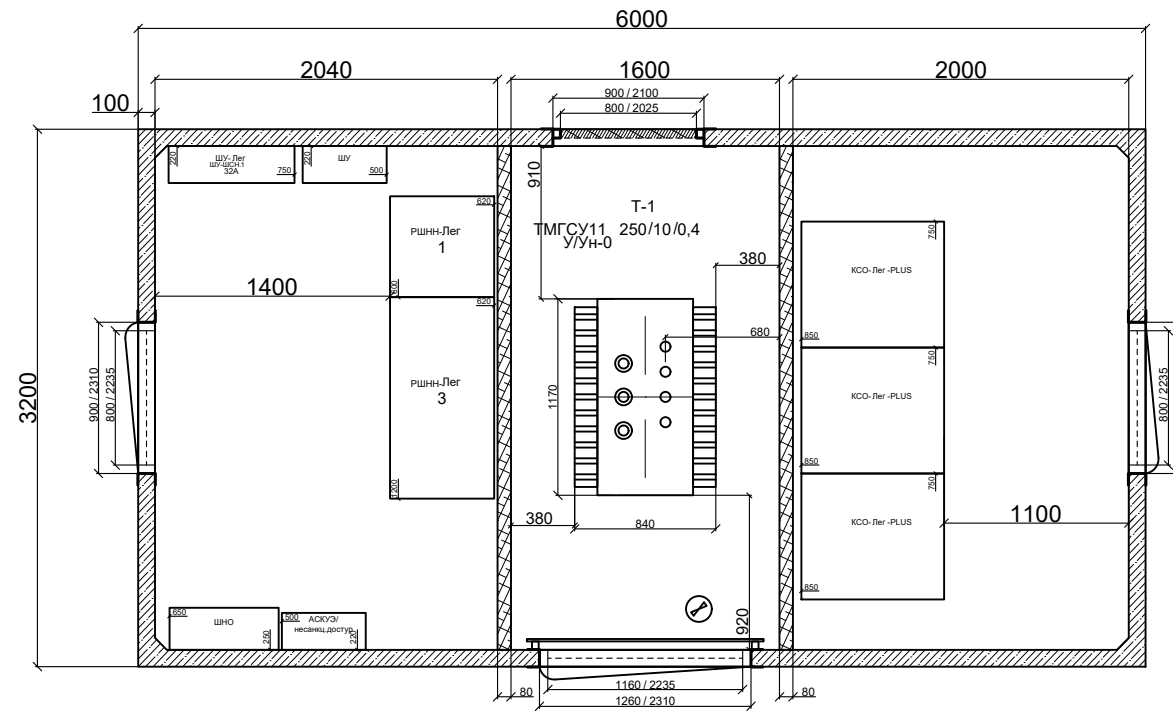 6000
2040
1600
2000
900 / 2100
800 / 2025
100
220
ШУ-Лег
ШУ-ШСН.1
32А
750
220
ШУ
500
910
Т-1
ТМГСУ11 250/10/0,4
У/Ун-0
620
РШНН-Лег
1
600
380
750
КСО-Лег -PLUS
850
1400
620
РШНН-Лег
3
1200
680
1170
750
КСО-Лег -PLUS
850
3200
900 / 2310
800 / 2235
800 / 2235
750
КСО-Лег -PLUS
850
380
840
1100
920
650
ШНО
250
500
АСКУЭ/
несанкц.доступ
220
80
1160 / 2235
1260 / 2310
80